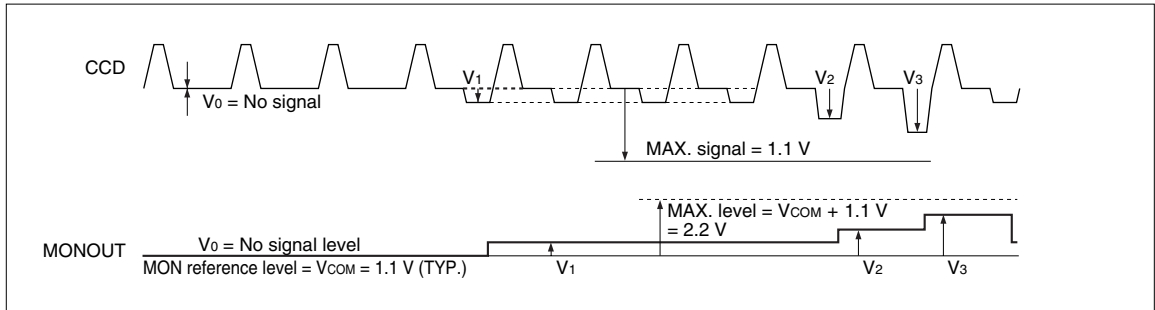 CCD
V0 = No signal
V1
V2
V3
MAX. signal = 1.1 V
MONOUT
V0 = No signal level
MON reference level = VCOM = 1.1 V (TYP.)
MAX. level = VCOM + 1.1 V
= 2.2 V
V1
V2
V3